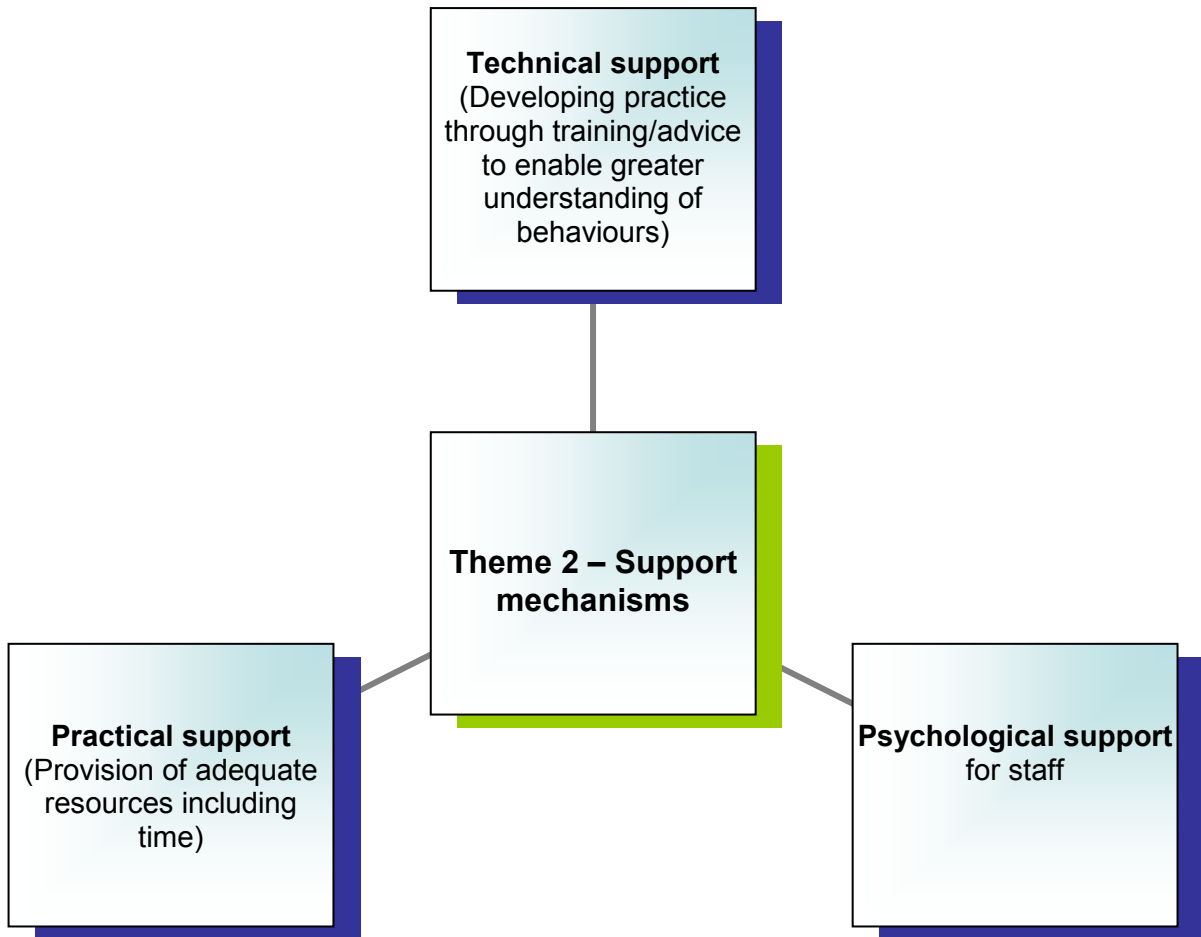 Technical support
(Developing practice
through training/advice
to enable greater
understanding of
behaviours)
Theme 2 – Support
mechanisms
Practical support
(Provision of adequate
resources including
time)
Psychological support
for staff